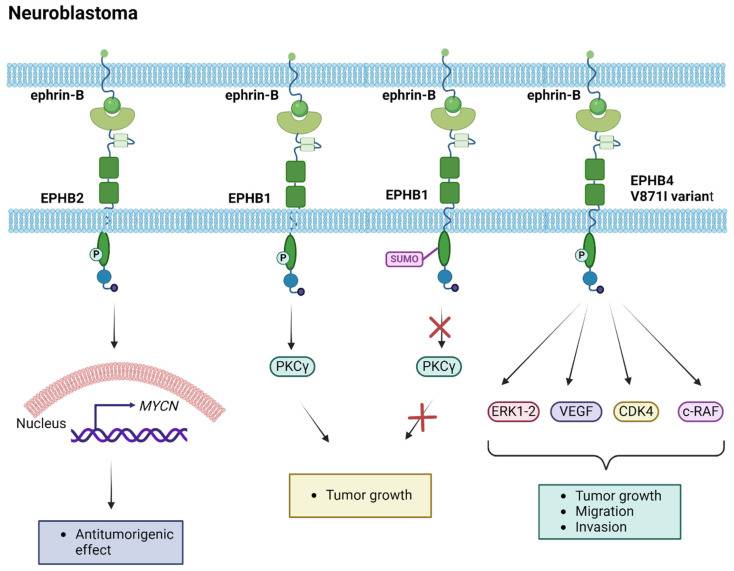 Neuroblastoma
ephrin-B
ephrin-B
ephrin-B
ephrin-B
EPHB2
EPHB1
EPHB1
EPHB4
V871I variant
P
P
SUMO
P
PKCγ
PKCγ
MYCN
Nucleus
ERK1-2
VEGF
CDK4
c-RAF
• Tumor growth
• Tumor growth
• Migration
• Invasion
• Antitumorigenic
effect